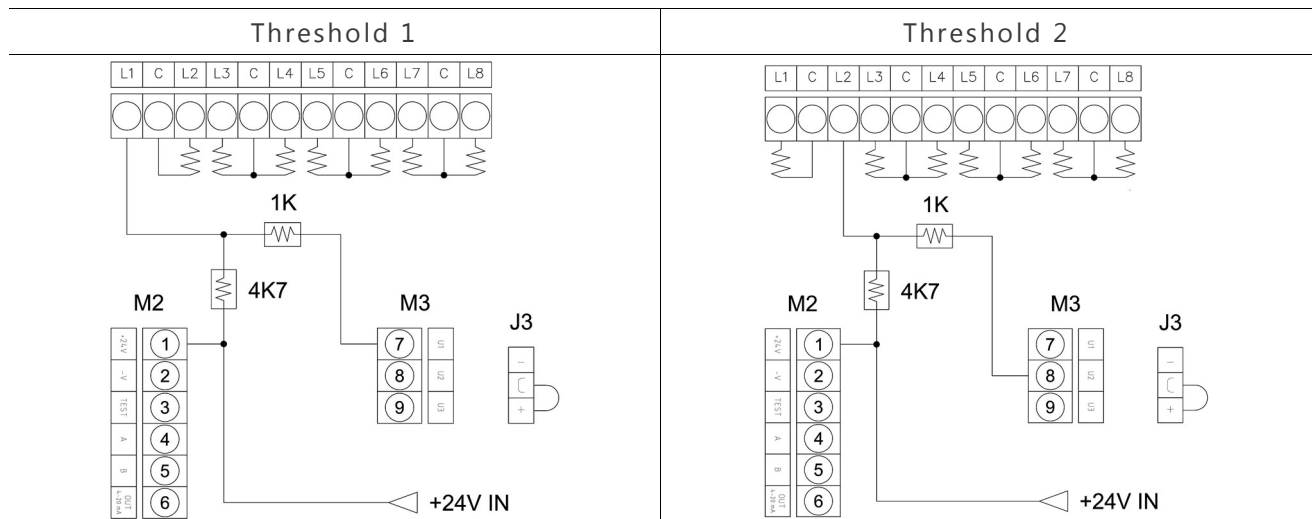 Threshold 1
L1 C L2 L3 C L4 L5 C L6 L7 C L8
1K
4K7
M2
M3
J3
+24V 1
-V 2
TEST 3
A 4
B 5
OUT 4-20 mA 6
7 U1
8 U2
9 U3
-
C
+
+24V IN
Threshold 2
L1 C L2 L3 C L4 L5 C L6 L7 C L8
1K
4K7
M2
M3
J3
+24V 1
-V 2
TEST 3
A 4
B 5
OUT 4-20 mA 6
7 U1
8 U2
9 U3
-
C
+
+24V IN